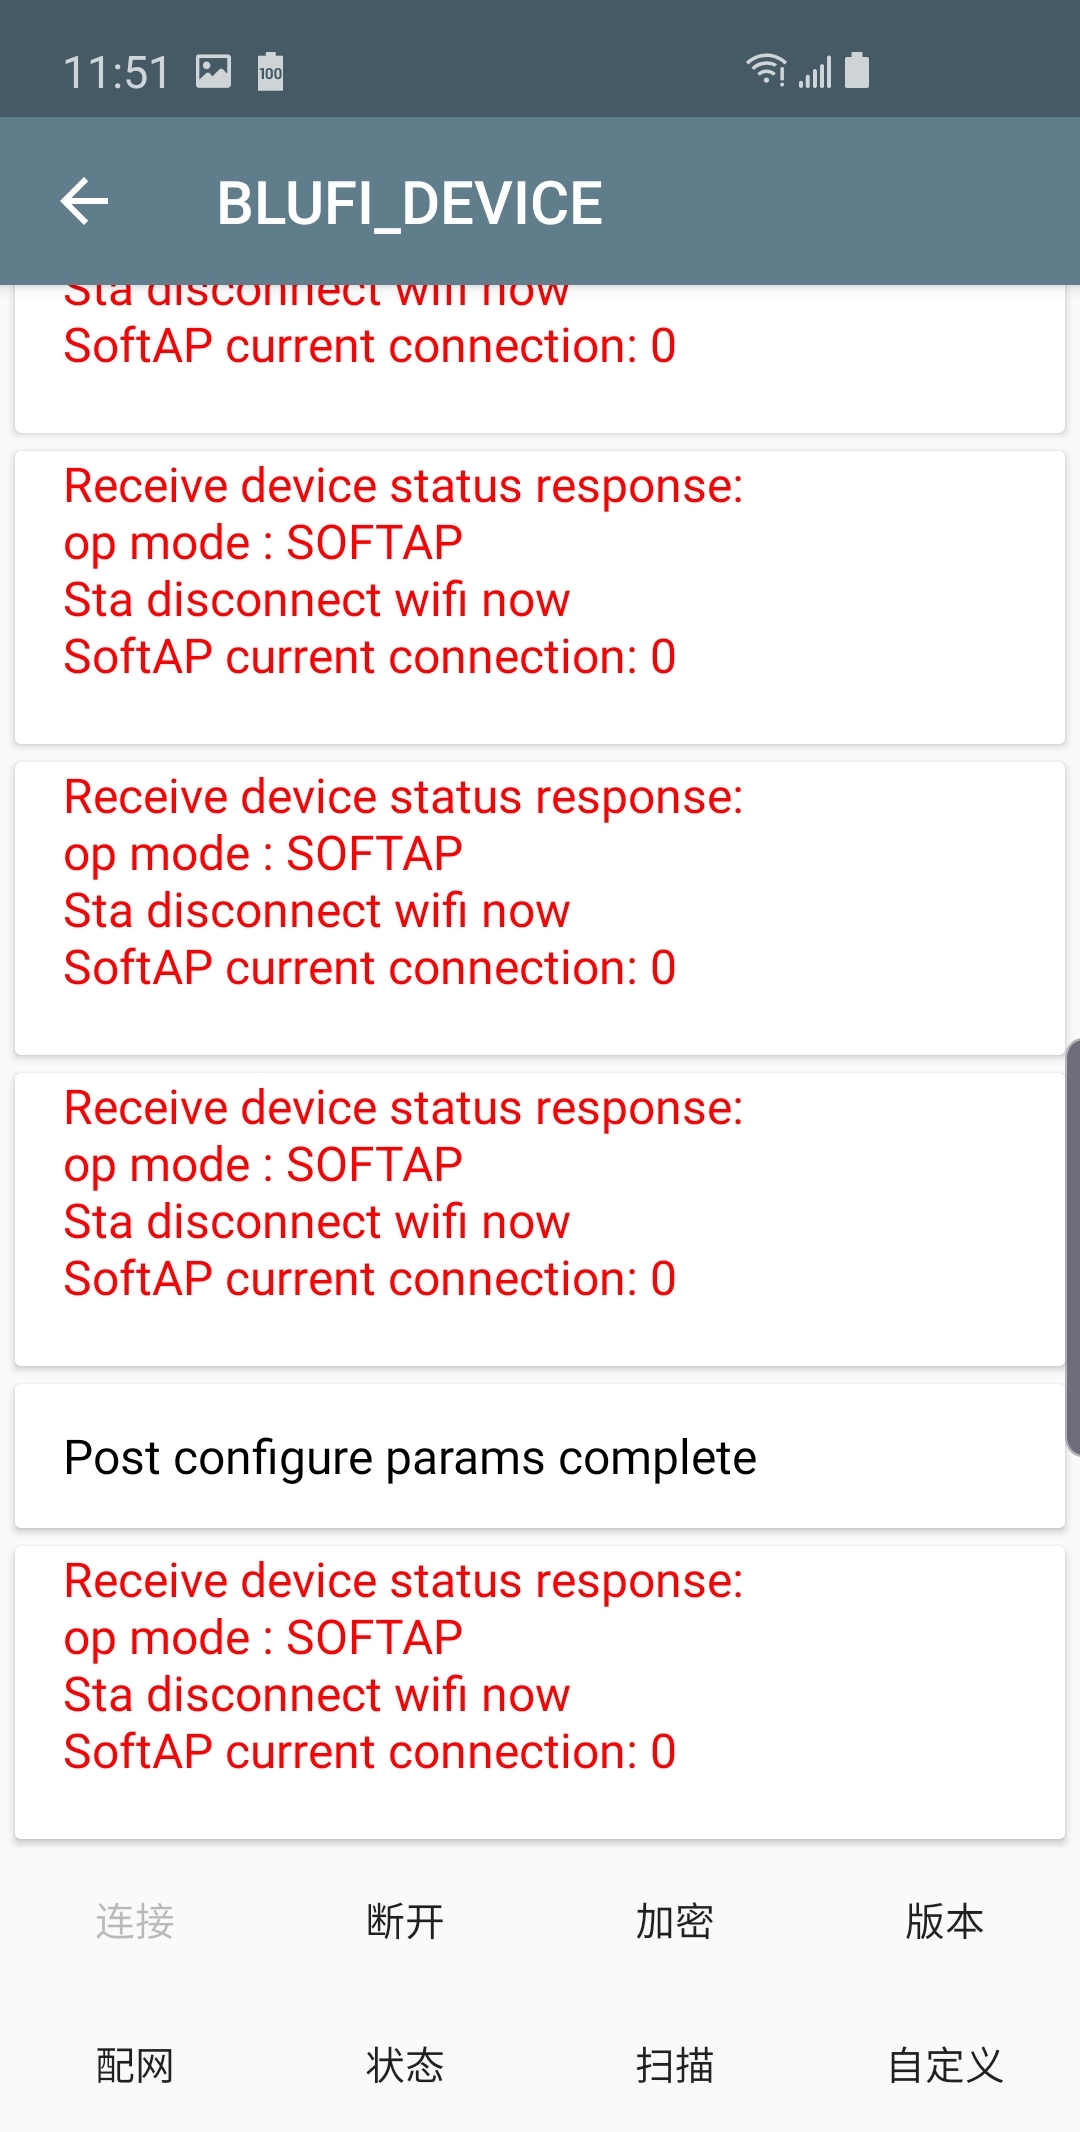 11:51
100
BLUFI_DEVICE
Sta disconnect wifi now
SoftAP current connection: 0
Receive device status response:
op mode : SOFTAP
Sta disconnect wifi now
SoftAP current connection: 0
Receive device status response:
op mode : SOFTAP
Sta disconnect wifi now
SoftAP current connection: 0
Receive device status response:
op mode : SOFTAP
Sta disconnect wifi now
SoftAP current connection: 0
Post configure params complete
Receive device status response:
op mode : SOFTAP
Sta disconnect wifi now
SoftAP current connection: 0
连接 断开 加密 版本
配网 状态 扫描 自定义